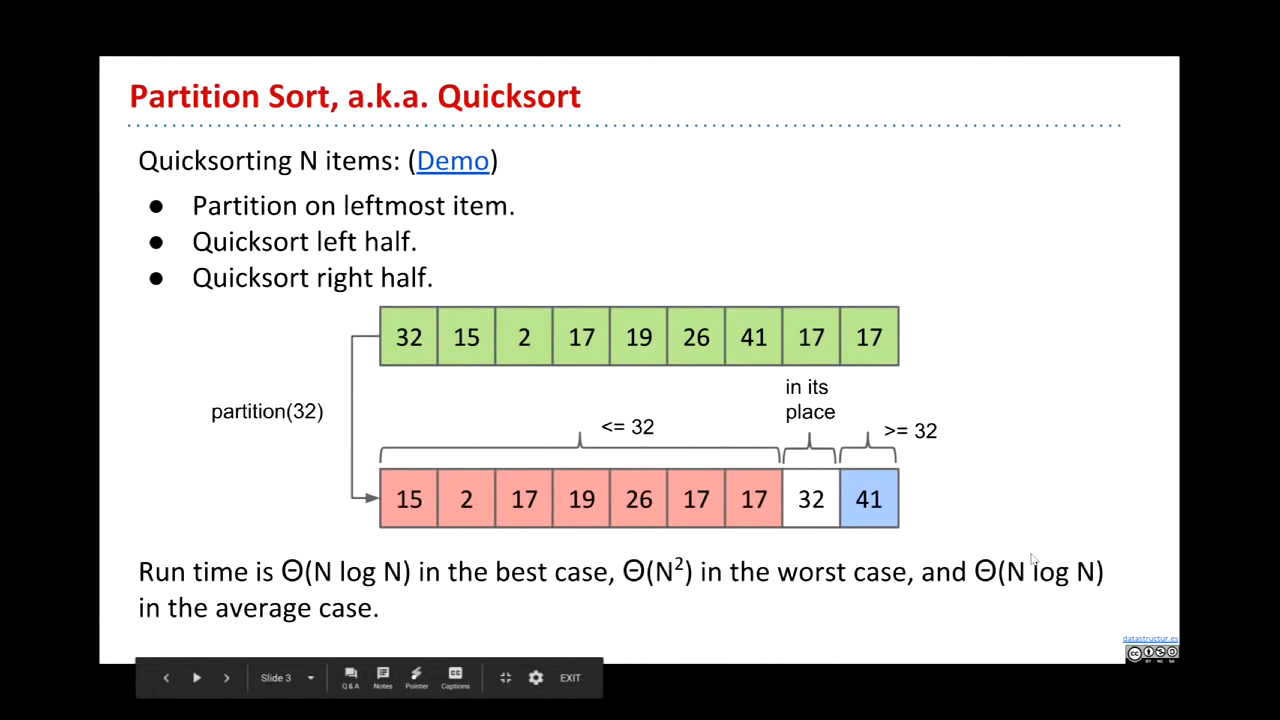 Partition Sort, a.k.a. Quicksort
Quicksorting N items: (Demo)
● Partition on leftmost item.
● Quicksort left half.
● Quicksort right half.
32 15 2 17 19 26 41 17 17
in its
place
partition(32)
<= 32
>= 32
15 2 17 19 26 17 17 32 41
Run time is Θ(N log N) in the best case, Θ(N²) in the worst case, and Θ(N log N)
in the average case.
datastructur.es
Slide 3
Q & A
Notes
Pointer
Captions
EXIT